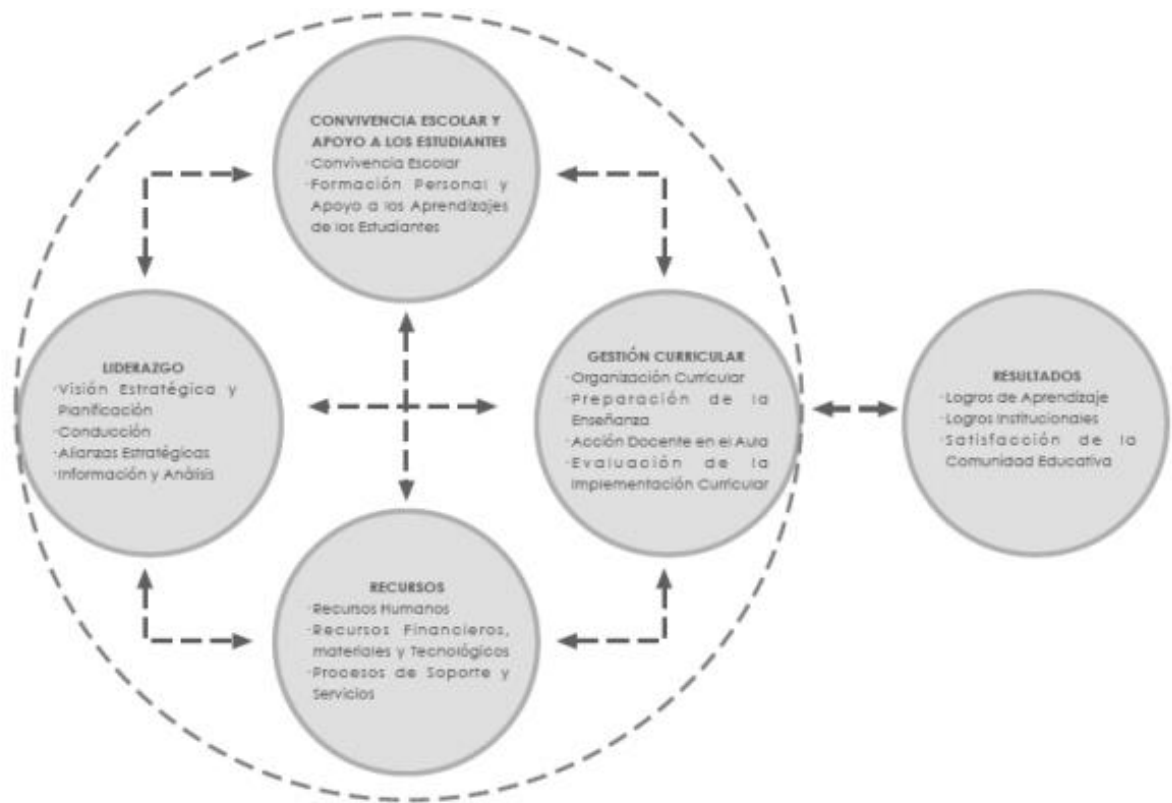 CONVIVENCIA ESCOLAR Y
APOYO A LOS ESTUDIANTES
·Convivencia Escolar
·Formación Personal y
Apoyo a los Aprendizajes
de los Estudiantes
LIDERAZGO
·Visión Estratégica y
Planificación
·Conducción
·Alianzas Estratégicas
·Información y Análisis
GESTIÓN CURRICULAR
·Organización Curricular
·Preparación de la
Enseñanza
·Acción Docente en el Aula
·Evaluación de la
Implementación Curricular
RESULTADOS
·Logros de Aprendizaje
·Logros Institucionales
·Satisfacción de la
Comunidad Educativa
RECURSOS
·Recursos Humanos
·Recursos Financieros,
materiales y Tecnológicos
·Procesos de Soporte y
Servicios